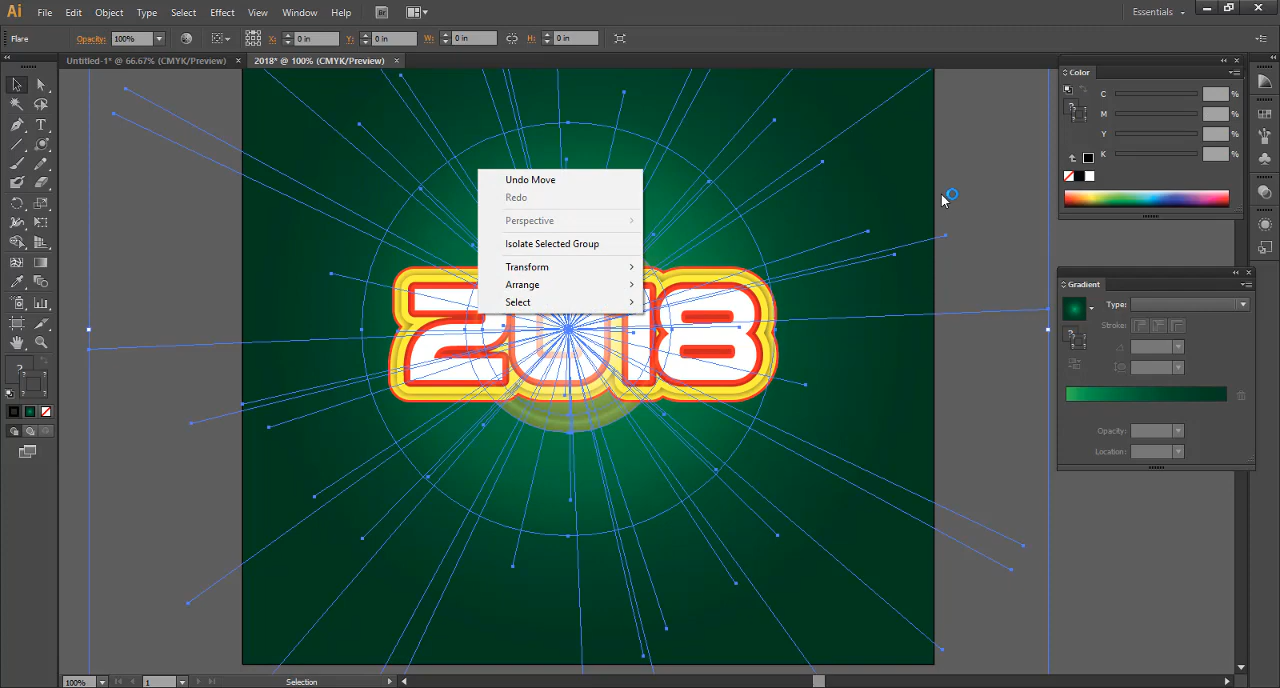 Ai File Edit Object Type Select Effect View Window Help Br Essentials
Flare Opacity: 100% X: 0 in Y: 0 in W: 0 in H: 0 in
Untitled-1* @ 66.67% (CMYK/Preview) × 2018* @ 100% (CMYK/Preview) ×
Color
C %
M %
Y %
K %
Undo Move
Redo
Perspective
Isolate Selected Group
Transform
Arrange
Select
2018
Gradient
Type:
Stroke:
Opacity:
Location:
100% 1 Selection